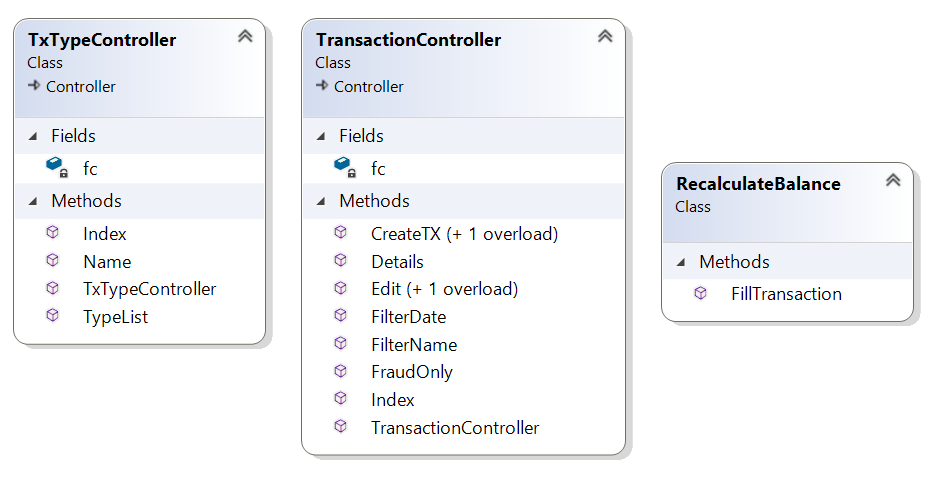 TxTypeController
Class
Controller
Fields
fc
Methods
Index
Name
TxTypeController
TypeList
TransactionController
Class
Controller
Fields
fc
Methods
CreateTX (+ 1 overload)
Details
Edit (+ 1 overload)
FilterDate
FilterName
FraudOnly
Index
TransactionController
RecalculateBalance
Class
Methods
FillTransaction